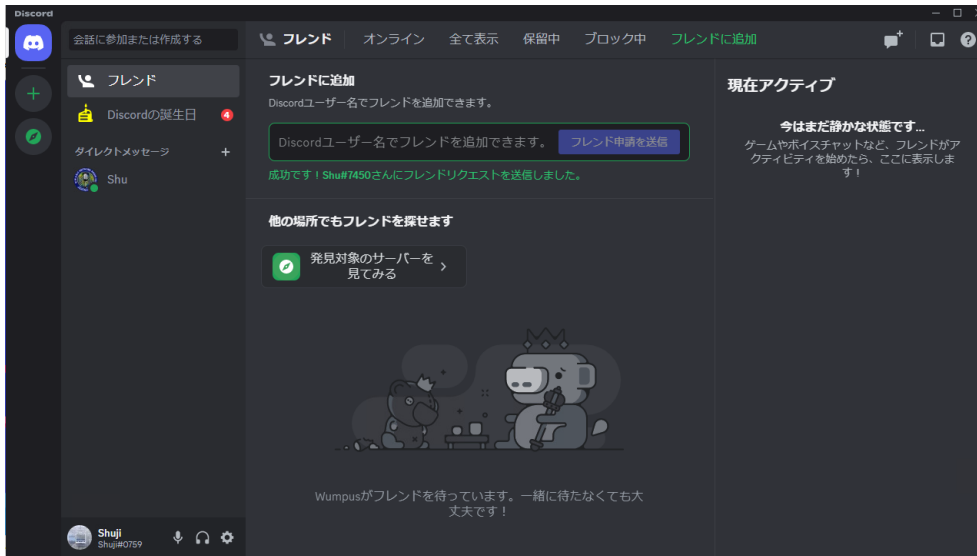 Discord
会話に参加または作成する
フレンド
オンライン
全て表示
保留中
ブロック中
フレンドに追加
フレンド
Discordの誕生日
4
ダイレクトメッセージ
Shu
フレンドに追加
Discordユーザー名でフレンドを追加できます。
Discordユーザー名でフレンドを追加できます。
フレンド申請を送信
成功です！Shu#7450さんにフレンドリクエストを送信しました。
他の場所でもフレンドを探せます
発見対象のサーバーを
見てみる
Wumpusがフレンドを待っています。一緒に待たなくても大
丈夫です！
現在アクティブ
今はまだ静かな状態です...
ゲームやボイスチャットなど、フレンドがア
クティビティを始めたら、ここに表示しま
す！
Shuji
Shuji#0759